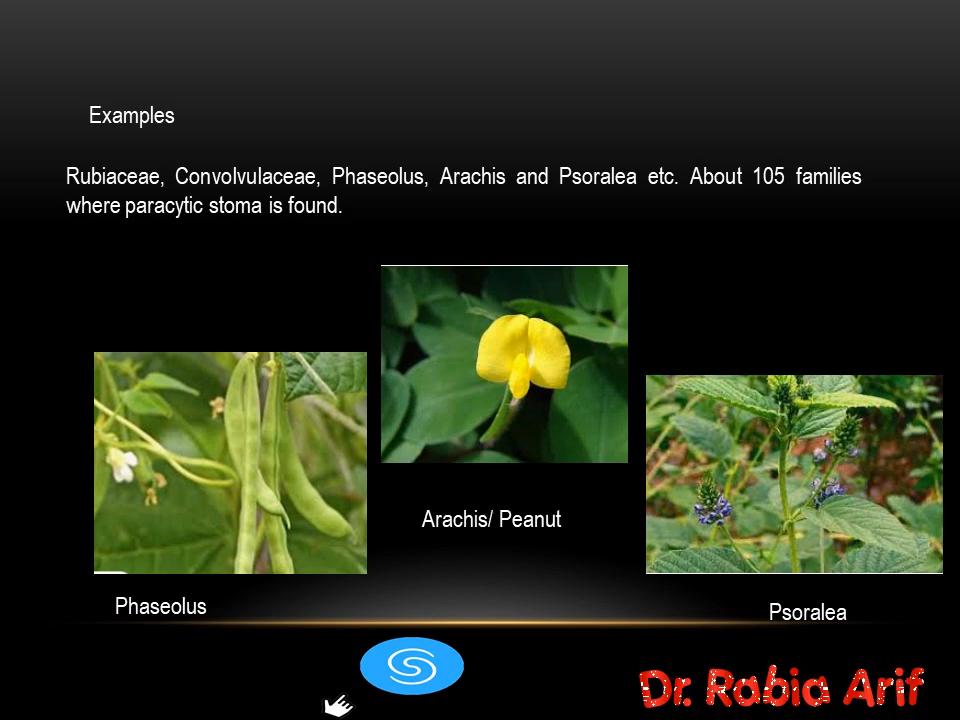 Examples
Rubiaceae, Convolvulaceae, Phaseolus, Arachis and Psoralea etc. About 105 families
where paracytic stoma is found.
Arachis/ Peanut
Phaseolus
Psoralea
Dr. Rabia Arif